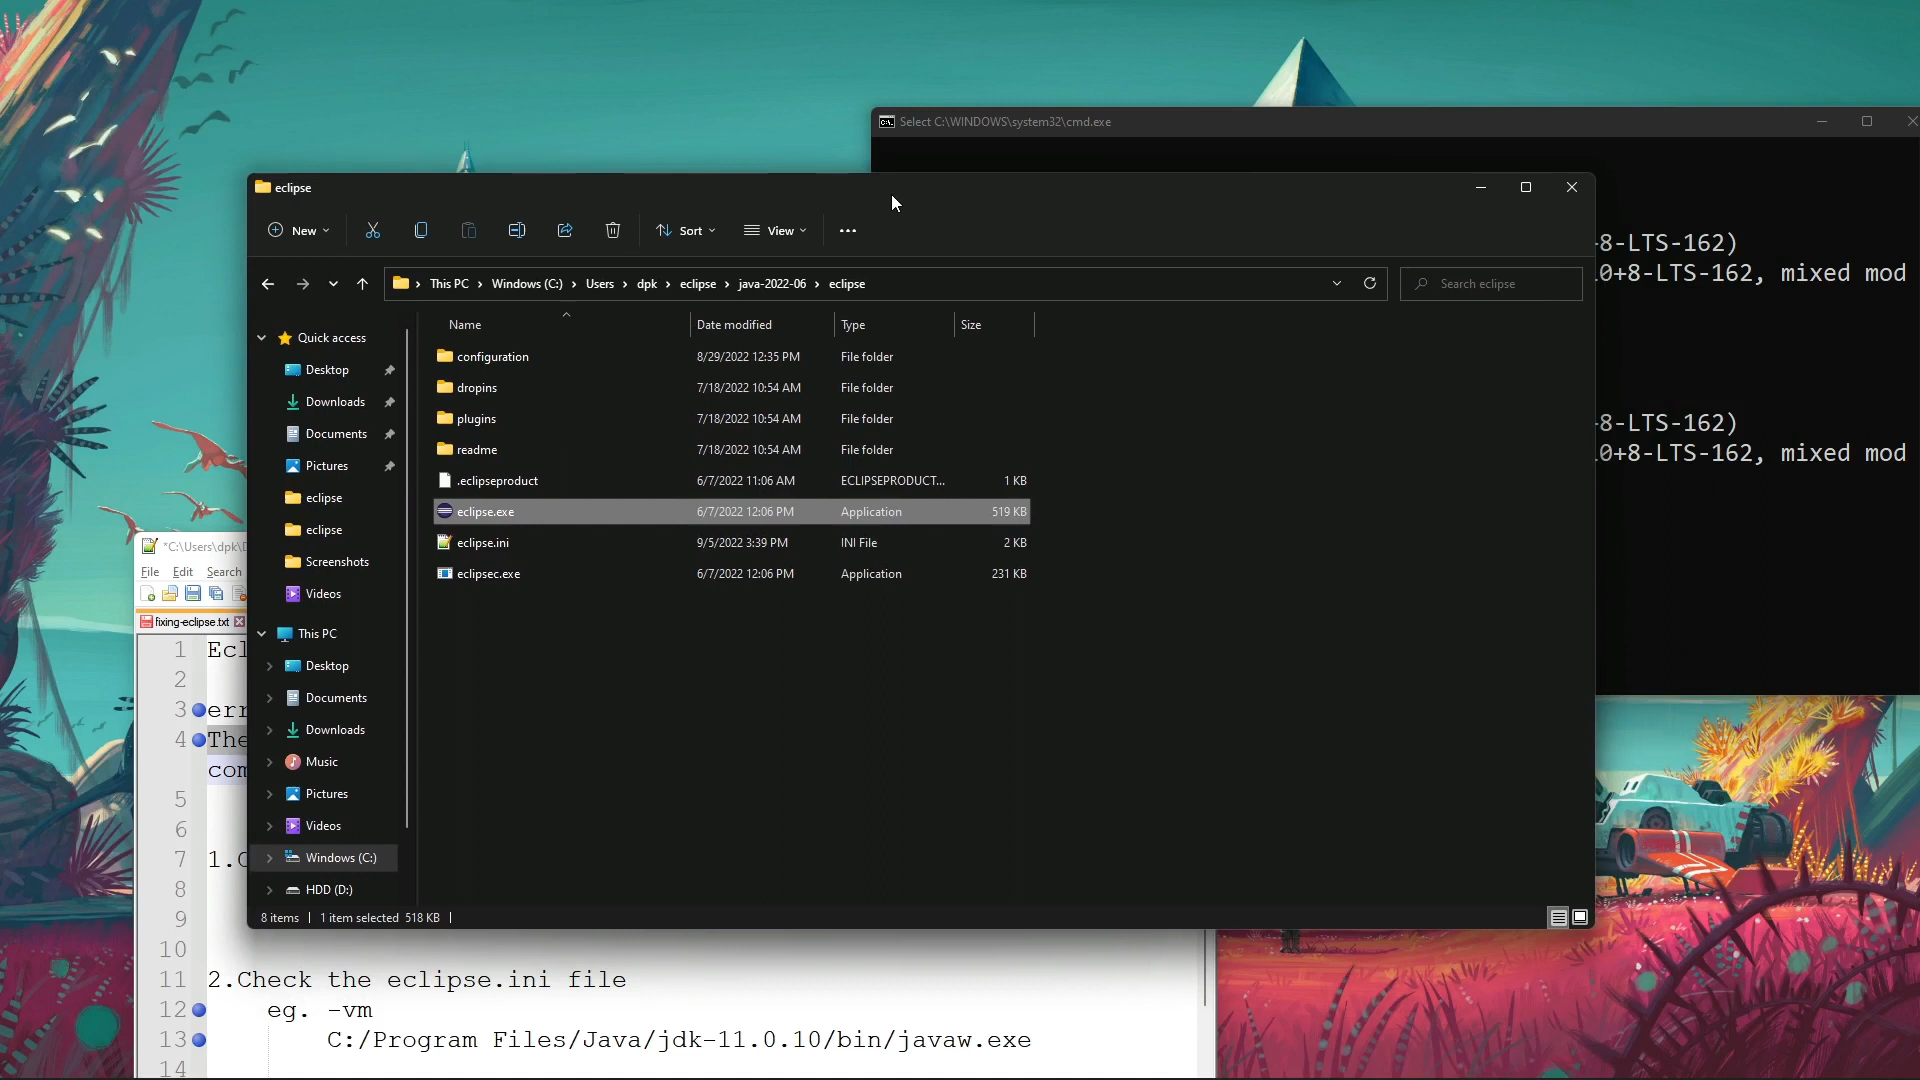 Select C:\WINDOWS\system32\cmd.exe
8-LTS-162)
0+8-LTS-162, mixed mod
8-LTS-162)
0+8-LTS-162, mixed mod
eclipse
New
Sort
View
This PC > Windows (C:) > Users > dpk > eclipse > java-2022-06 > eclipse
Search eclipse
Quick access
Desktop
Downloads
Documents
Pictures
eclipse
eclipse
Screenshots
Videos
This PC
Desktop
Documents
Downloads
Music
Pictures
Videos
Windows (C:)
HDD (D:)
Name Date modified Type Size
configuration 8/29/2022 12:35 PM File folder
dropins 7/18/2022 10:54 AM File folder
plugins 7/18/2022 10:54 AM File folder
readme 7/18/2022 10:54 AM File folder
.eclipseproduct 6/7/2022 11:06 AM ECLIPSEPRODUCT... 1 KB
eclipse.exe 6/7/2022 12:06 PM Application 519 KB
eclipse.ini 9/5/2022 3:39 PM INI File 2 KB
eclipsec.exe 6/7/2022 12:06 PM Application 231 KB
8 items 1 item selected 518 KB
*C:\Users\dpk\
File Edit Search
fixing-eclipse.txt
1 Ecl
2
3 err
4 The
com
5
6
7 1.C
8
9
10
11 2.Check the eclipse.ini file
12 eg. -vm
13 C:/Program Files/Java/jdk-11.0.10/bin/javaw.exe
14